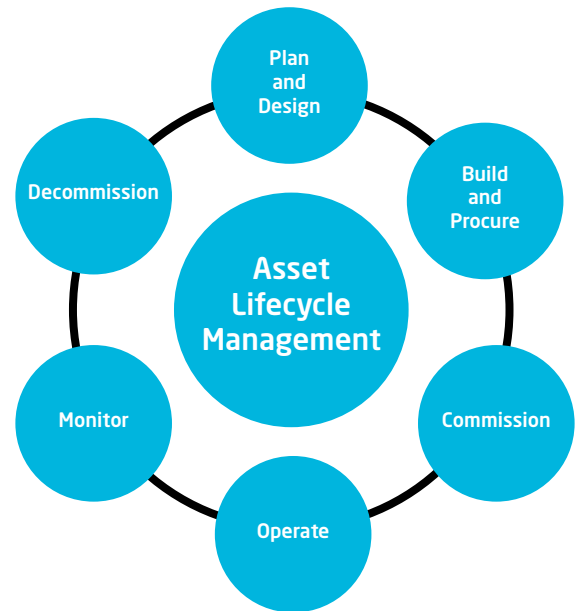 Plan
and
Design
Build
and
Procure
Decommission
Asset
Lifecycle
Management
Monitor
Commission
Operate